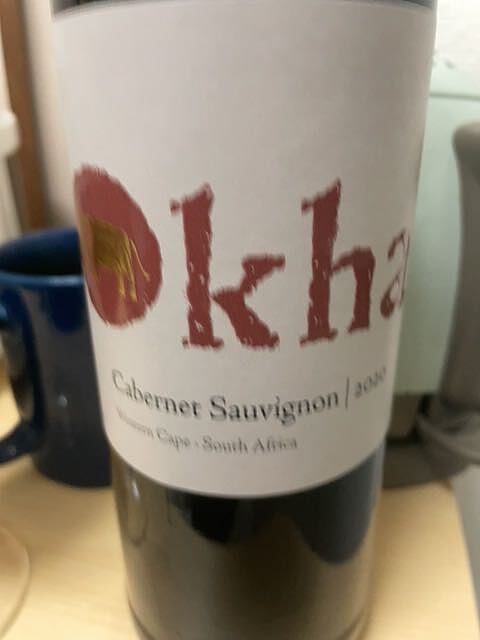 Okha
Cabernet Sauvignon | 2020
Western Cape · South Africa